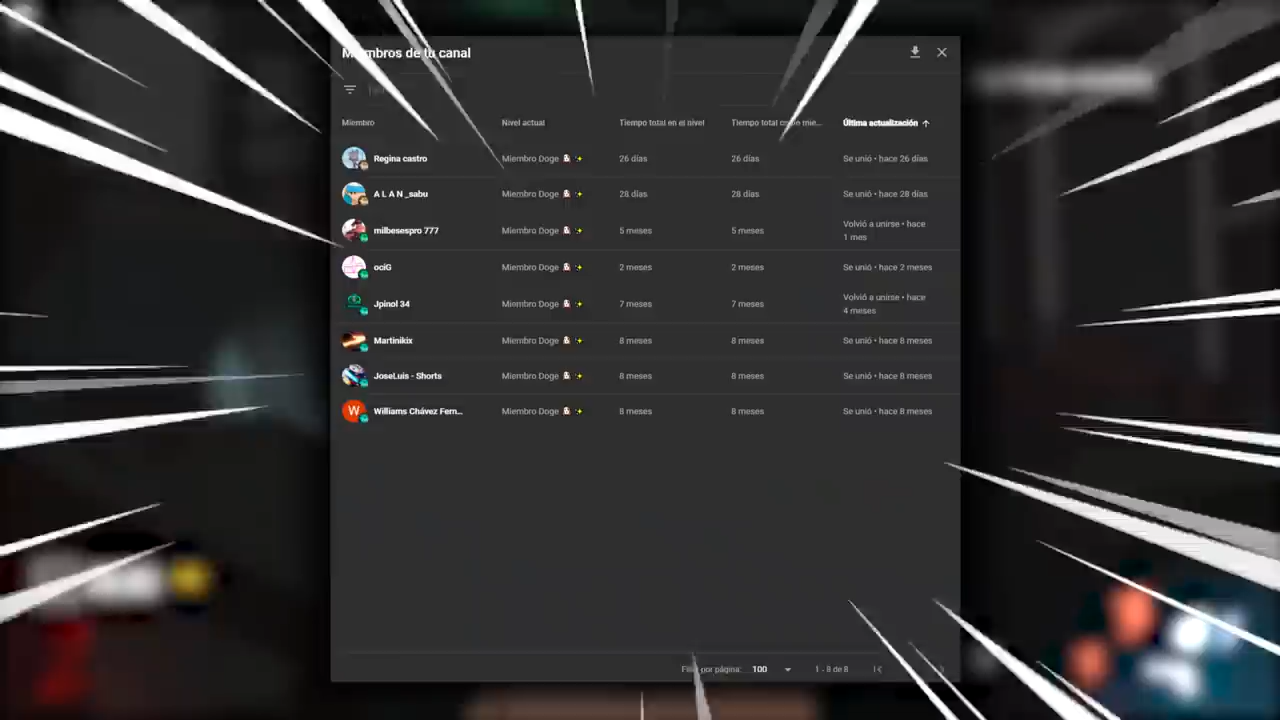 Miembros de tu canal
Miembro Nivel actual Tiempo total en el nivel Tiempo total mie... Última actualización
Regina castro Miembro Doge 26 días 26 días Se unió • hace 26 días
A L A N _sabu Miembro Doge 28 días 28 días Se unió • hace 28 días
milbesespro 777 Miembro Doge 5 meses 5 meses Volvió a unirse • hace
1 mes
ociG Miembro Doge 2 meses 2 meses Se unió • hace 2 meses
Jpinol 34 Miembro Doge 7 meses 7 meses Volvió a unirse • hace
4 meses
Martinikix Miembro Doge 8 meses 8 meses Se unió • hace 8 meses
JoseLuis - Shorts Miembro Doge 8 meses 8 meses Se unió • hace 8 meses
W Williams Chávez Fern... Miembro Doge 8 meses 8 meses Se unió • hace 8 meses
Filas por página: 100 1 - 8 de 8